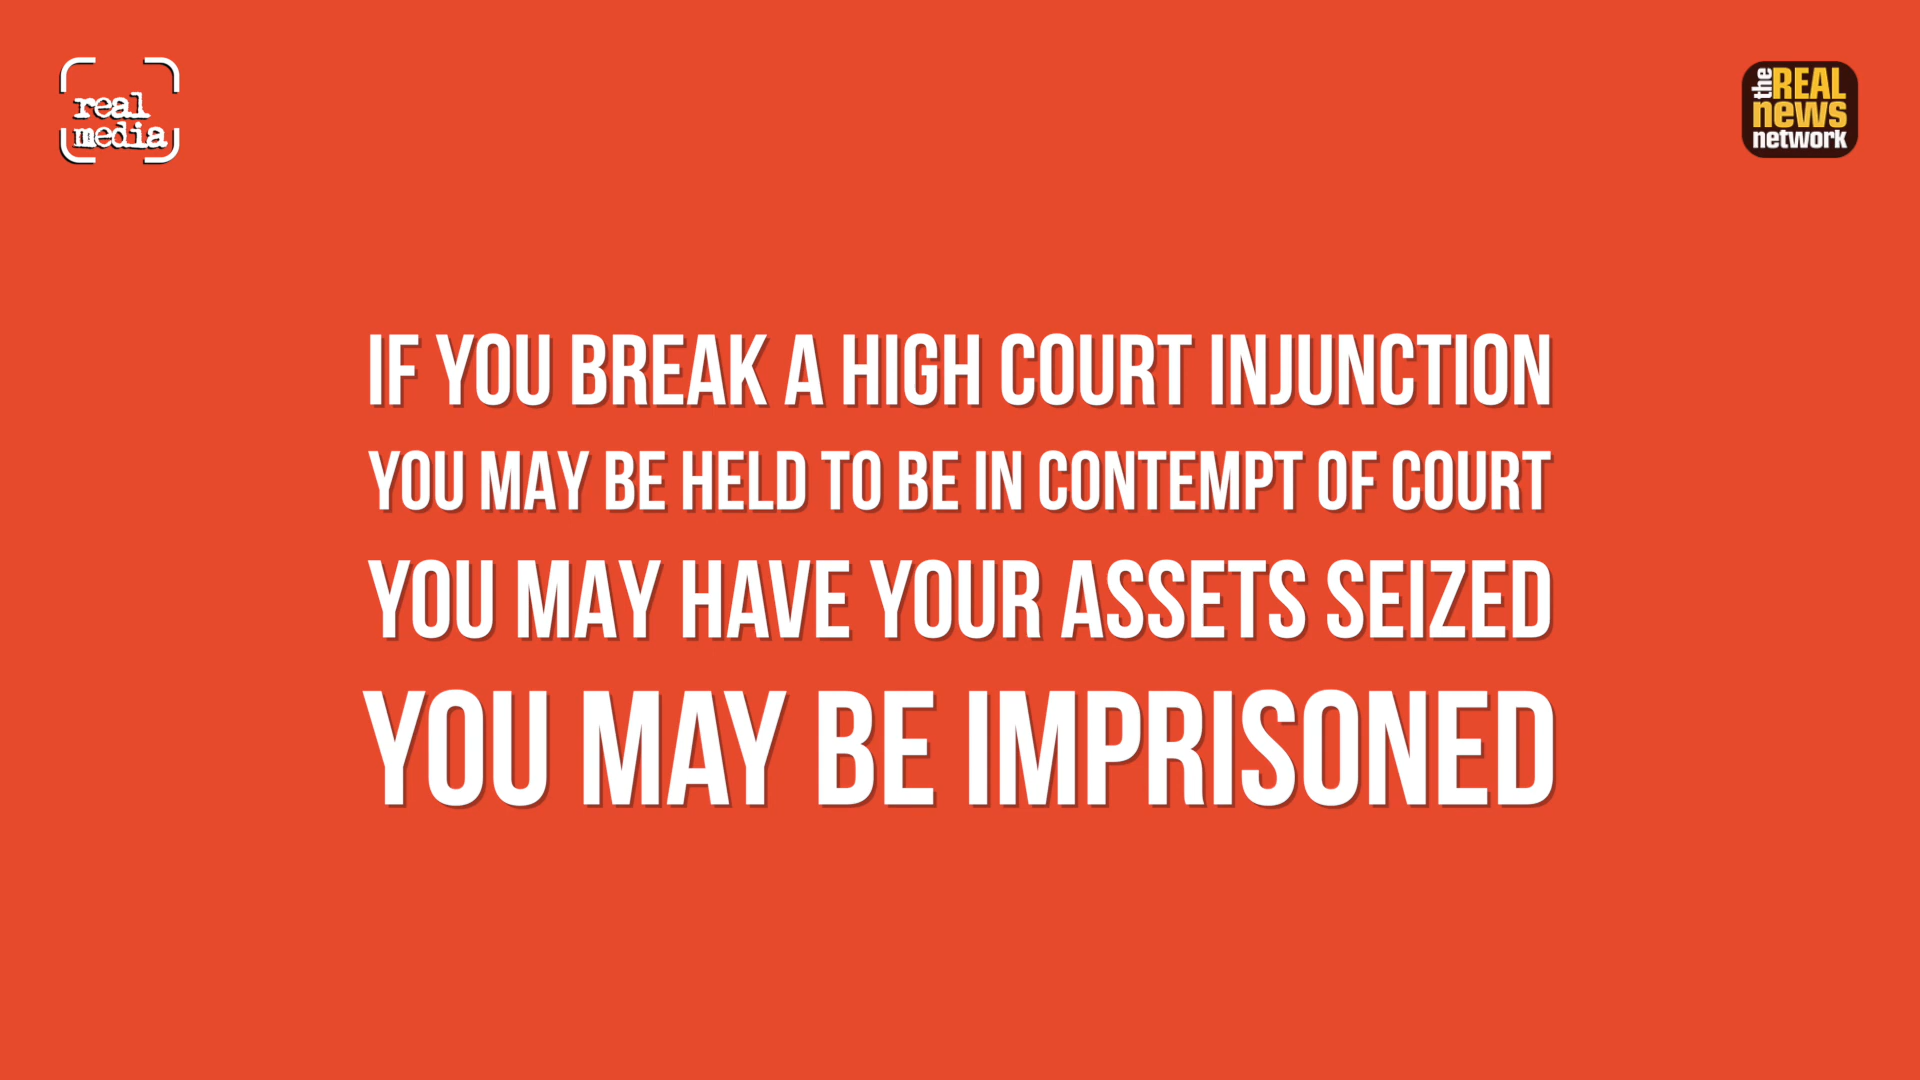 real
media
the REAL
news
network
IF YOU BREAK A HIGH COURT INJUNCTION
YOU MAY BE HELD TO BE IN CONTEMPT OF COURT
YOU MAY HAVE YOUR ASSETS SEIZED
YOU MAY BE IMPRISONED